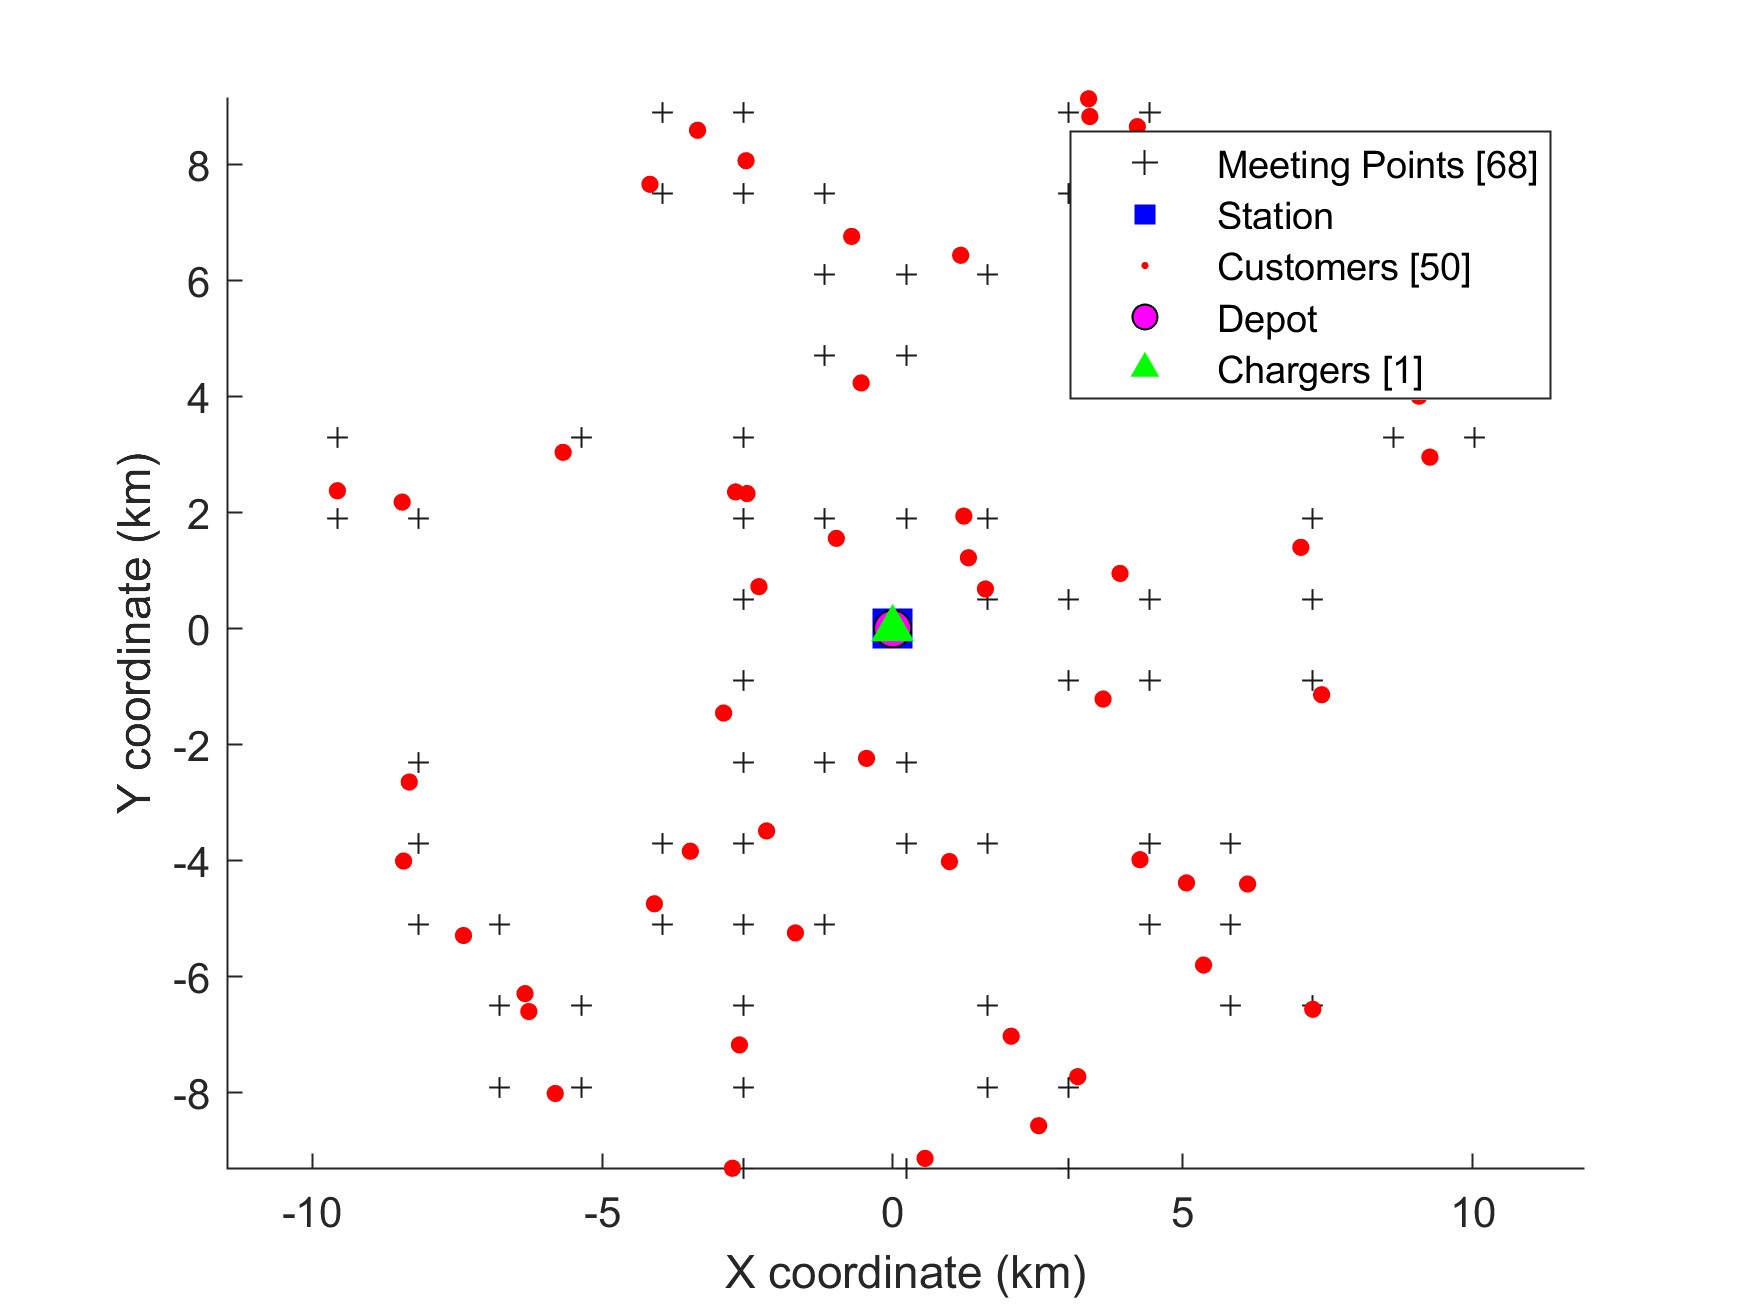 Meeting Points [68]
Station
Customers [50]
Depot
Chargers [1]
8
6
4
2
0
-2
-4
-6
-8
Y coordinate (km)
-10 -5 0 5 10
X coordinate (km)